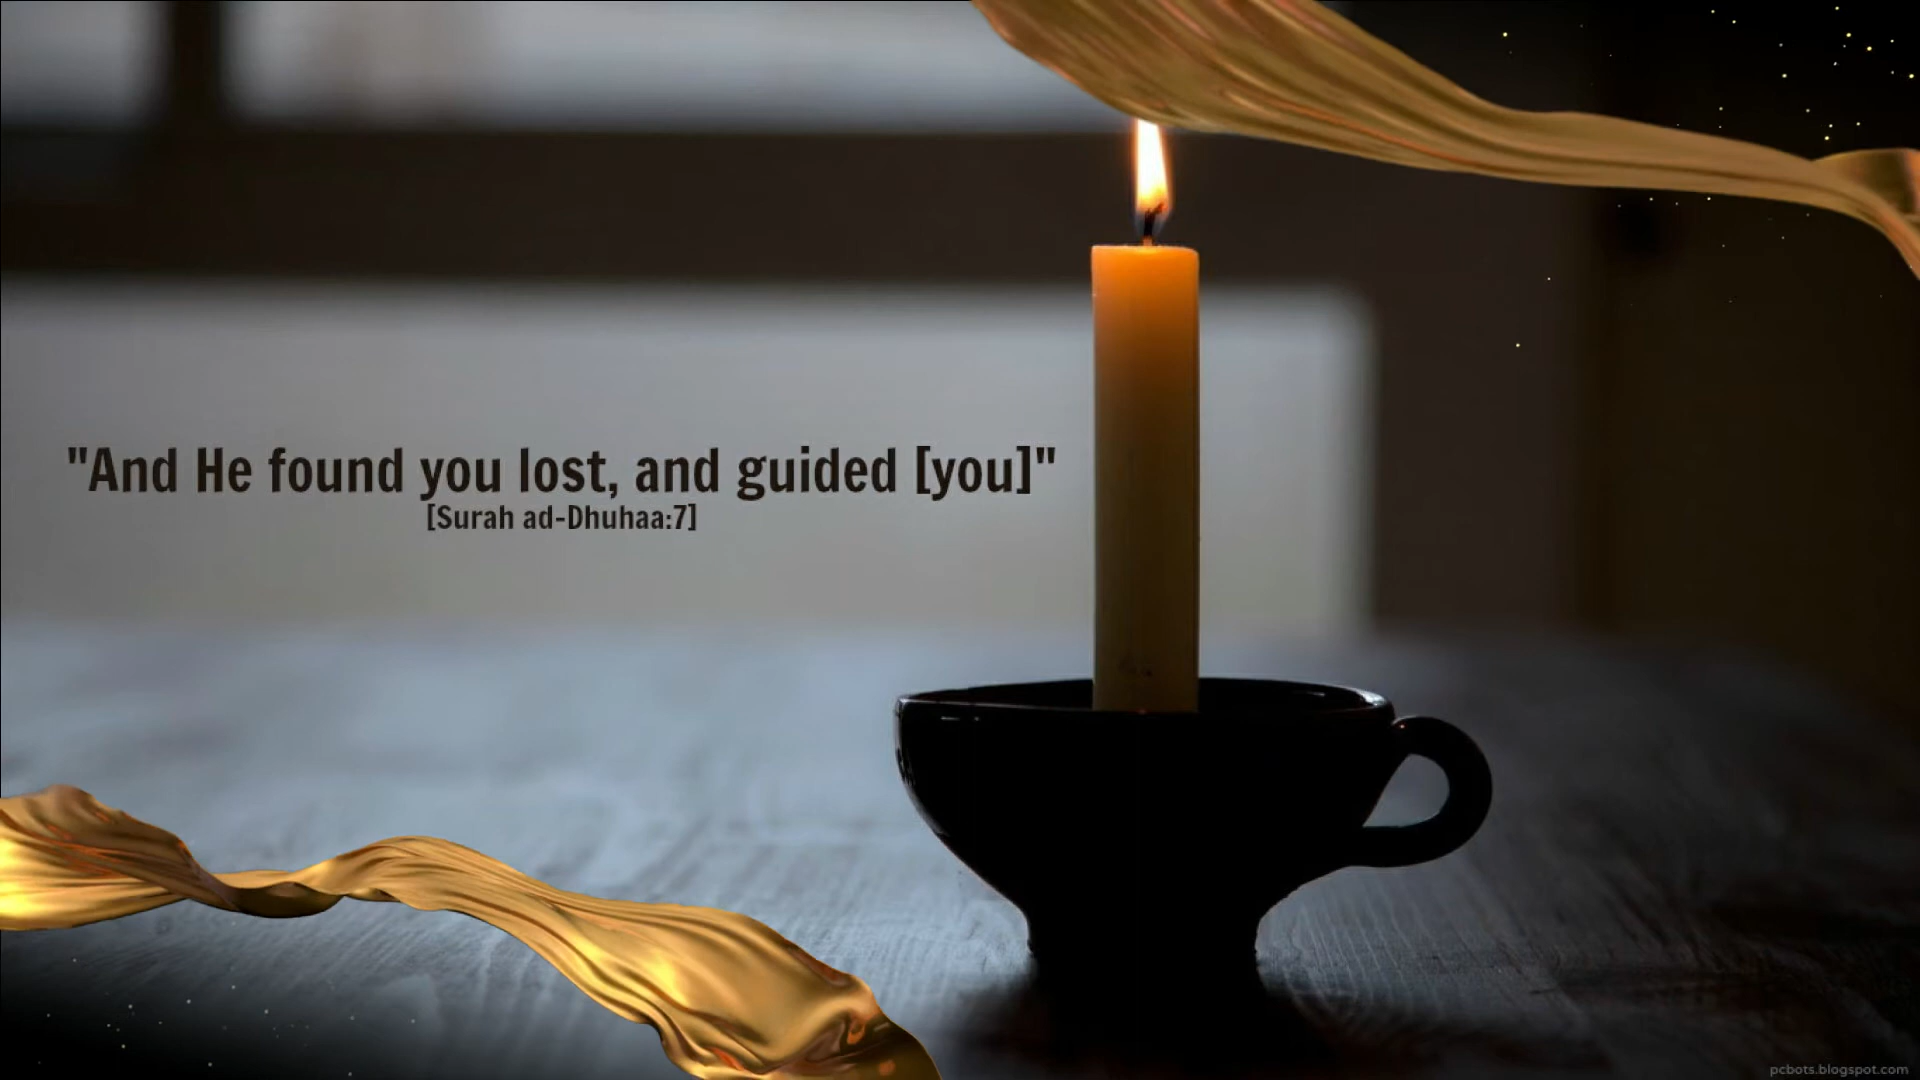 "And He found you lost, and guided [you]"
[Surah ad-Dhuhaa:7]
pcbots.blogspot.com